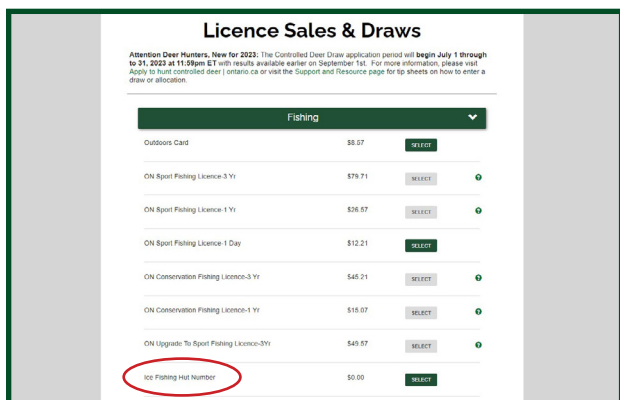 Licence Sales & Draws
Attention Deer Hunters, New for 2023: The Controlled Deer Draw application period will begin July 1 through
to 31, 2023 at 11:59pm ET with results available earlier on September 1st. For more information, please visit
Apply to hunt controlled deer | ontario.ca or visit the Support and Resource page for tip sheets on how to enter a
draw or allocation.
Fishing
Outdoors Card $8.57 SELECT
ON Sport Fishing Licence-3 Yr $79.71 SELECT ?
ON Sport Fishing Licence-1 Yr $26.57 SELECT ?
ON Sport Fishing Licence-1 Day $12.21 SELECT
ON Conservation Fishing Licence-3 Yr $45.21 SELECT ?
ON Conservation Fishing Licence-1 Yr $15.07 SELECT ?
ON Upgrade To Sport Fishing Licence-3Yr $49.87 SELECT ?
Ice Fishing Hut Number $0.00 SELECT